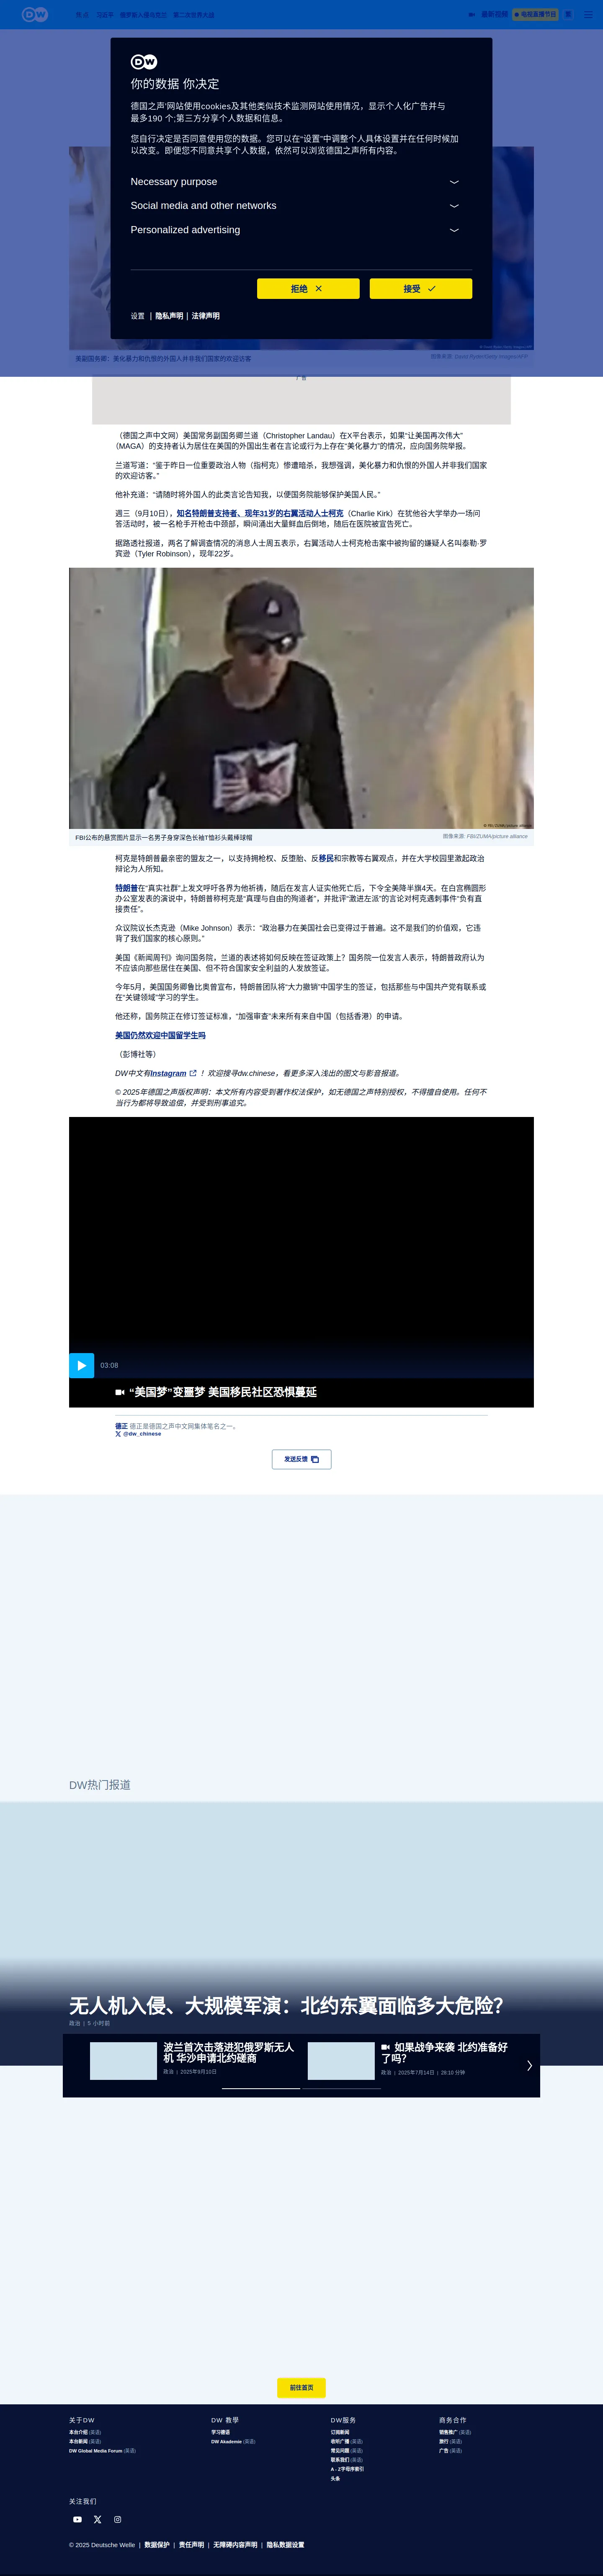 DW
习近平 俄罗斯入侵乌克兰 第二次世界大战
最新视频 电视直播节目
DW
你的数据 你决定
德国之声’网站使用cookies及其他类似技术监测网站使用情况，显示个人化广告并与
最多190 个;第三方分享个人数据和信息。
您自行决定是否同意使用您的数据。您可以在“设置”中调整个人具体设置并在任何时候加
以改变。即便您不同意共享个人数据，依然可以浏览德国之声所有内容。
Necessary purpose
Social media and other networks
Personalized advertising
拒绝 接受
设置 | 隐私声明 | 法律声明
美副国务卿：美化暴力和仇恨的外国人并非我们国家的欢迎访客
图像来源: David Ryder/Getty Images/AFP
广告
（德国之声中文网）美国常务副国务卿兰道（Christopher Landau）在X平台表示，如果“让美国再次伟大”
（MAGA）的支持者认为居住在美国的外国出生者在言论或行为上存在“美化暴力”的情况，应向国务院举报。
兰道写道：“鉴于昨日一位重要政治人物（指柯克）惨遭暗杀，我想强调，美化暴力和仇恨的外国人并非我们国家
的欢迎访客。”
他补充道：“请随时将外国人的此类言论告知我，以便国务院能够保护美国人民。”
週三（9月10日），知名特朗普支持者、现年31岁的右翼活动人士柯克（Charlie Kirk）在犹他谷大学举办一场问
答活动时，被一名枪手开枪击中颈部，瞬间涌出大量鲜血后倒地，随后在医院被宣告死亡。
据路透社报道，两名了解调查情况的消息人士周五表示，右翼活动人士柯克枪击案中被拘留的嫌疑人名叫泰勒·罗
宾逊（Tyler Robinson），现年22岁。
FBI公布的悬赏图片显示一名男子身穿深色长袖T恤衫头戴棒球帽
图像来源: FBI/ZUMA/picture alliance
柯克是特朗普最亲密的盟友之一，以支持拥枪权、反堕胎、反移民和宗教等右翼观点，并在大学校园里激起政治
辩论为人所知。
特朗普在“真实社群”上发文呼吁各界为他祈祷，随后在发言人证实他死亡后，下令全美降半旗4天。在白宫椭圆形
办公室发表的演说中，特朗普称柯克是“真理与自由的殉道者”，并批评“激进左派”的言论对柯克遇刺事件“负有直
接责任”。
众议院议长杰克逊（Mike Johnson）表示：“政治暴力在美国社会已变得过于普遍。这不是我们的价值观，它违
背了我们国家的核心原则。”
美国《新闻周刊》询问国务院，兰道的表述将如何反映在签证政策上？国务院一位发言人表示，特朗普政府认为
不应该向那些居住在美国、但不符合国家安全利益的人发放签证。
今年5月，美国国务卿鲁比奥曾宣布，特朗普团队将“大力撤销”中国学生的签证，包括那些与中国共产党有联系或
在“关键领域”学习的学生。
他还称，国务院正在修订签证标准，“加强审查”未来所有来自中国（包括香港）的申请。
美国仍然欢迎中国留学生吗
（彭博社等）
DW中文有Instagram ！欢迎搜寻dw.chinese，看更多深入浅出的图文与影音报道。
© 2025年德国之声版权声明：本文所有内容受到著作权法保护，如无德国之声特别授权，不得擅自使用。任何不
当行为都将导致追偿，并受到刑事追究。
03:08
“美国梦”变噩梦 美国移民社区恐惧蔓延
德正 德正是德国之声中文网集体笔名之一。
@dw_chinese
发送反馈
DW热门报道
无人机入侵、大规模军演：北约东翼面临多大危险?
政治 | 5 小时前
波兰首次击落进犯俄罗斯无人
机 华沙申请北约磋商
政治 | 2025年9月10日
如果战争来袭 北约准备好
了吗？
政治 | 2025年7月14日 | 28:10 分钟
前往首页
关于DW
本台介绍 (英语)
本台新闻 (英语)
DW Global Media Forum (英语)
DW 教學
学习德语
DW Akademie (英语)
DW服务
订阅新闻
收听广播 (英语)
常见问题 (英语)
联系我们 (英语)
A - Z字母序索引
头条
商务合作
销售推广 (英语)
旅行 (英语)
广告 (英语)
关注我们
© 2025 Deutsche Welle | 数据保护 | 责任声明 | 无障碍内容声明 | 隐私数据设置